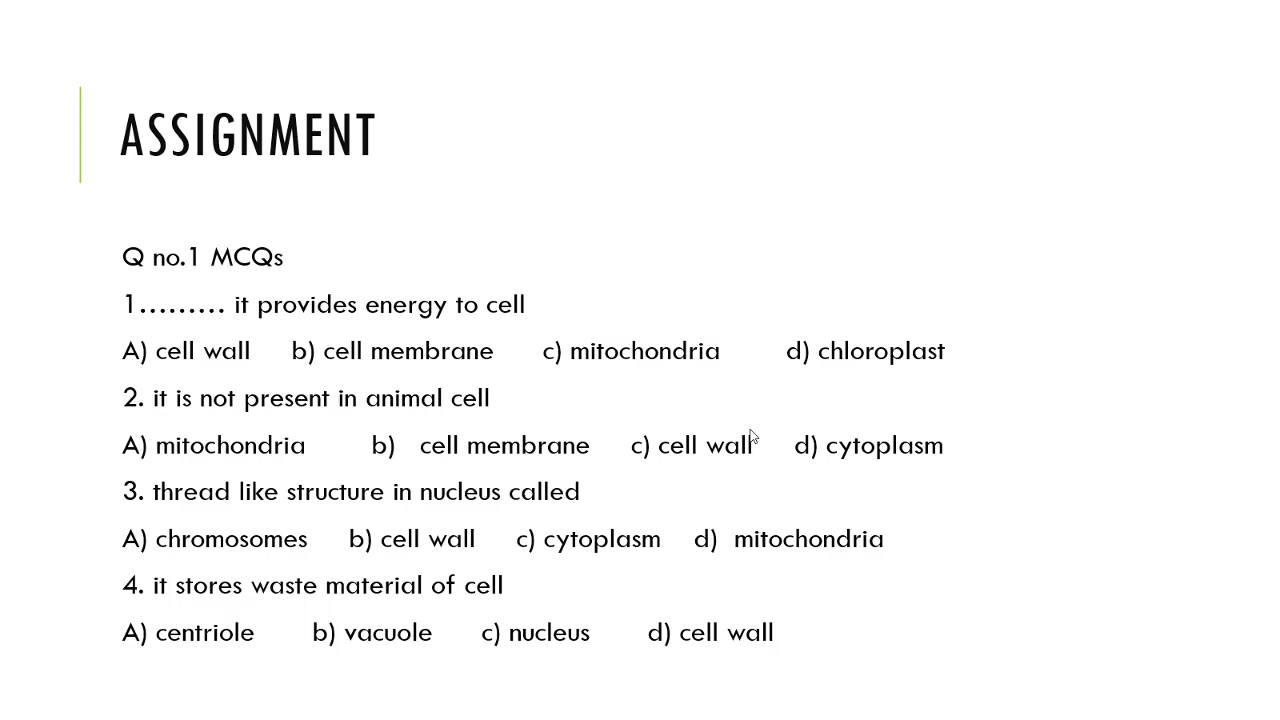 ASSIGNMENT
Q no.1 MCQs
1......... it provides energy to cell
A) cell wall b) cell membrane c) mitochondria d) chloroplast
2. it is not present in animal cell
A) mitochondria b) cell membrane c) cell wall d) cytoplasm
3. thread like structure in nucleus called
A) chromosomes b) cell wall c) cytoplasm d) mitochondria
4. it stores waste material of cell
A) centriole b) vacuole c) nucleus d) cell wall